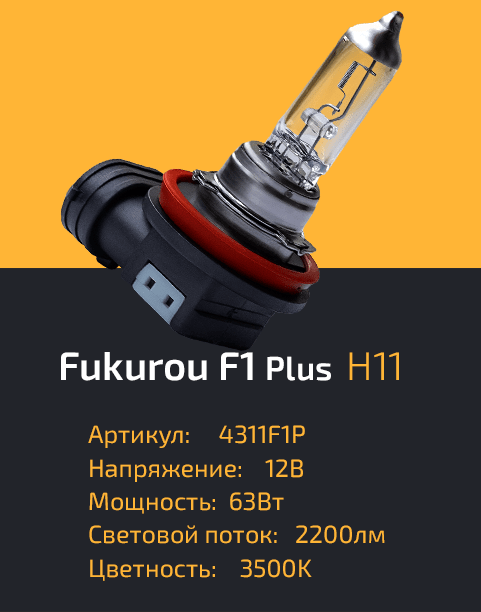 Fukurou F1 Plus H11
Артикул: 4311F1P
Напряжение: 12В
Мощность: 63Вт
Световой поток: 2200лм
Цветность: 3500К